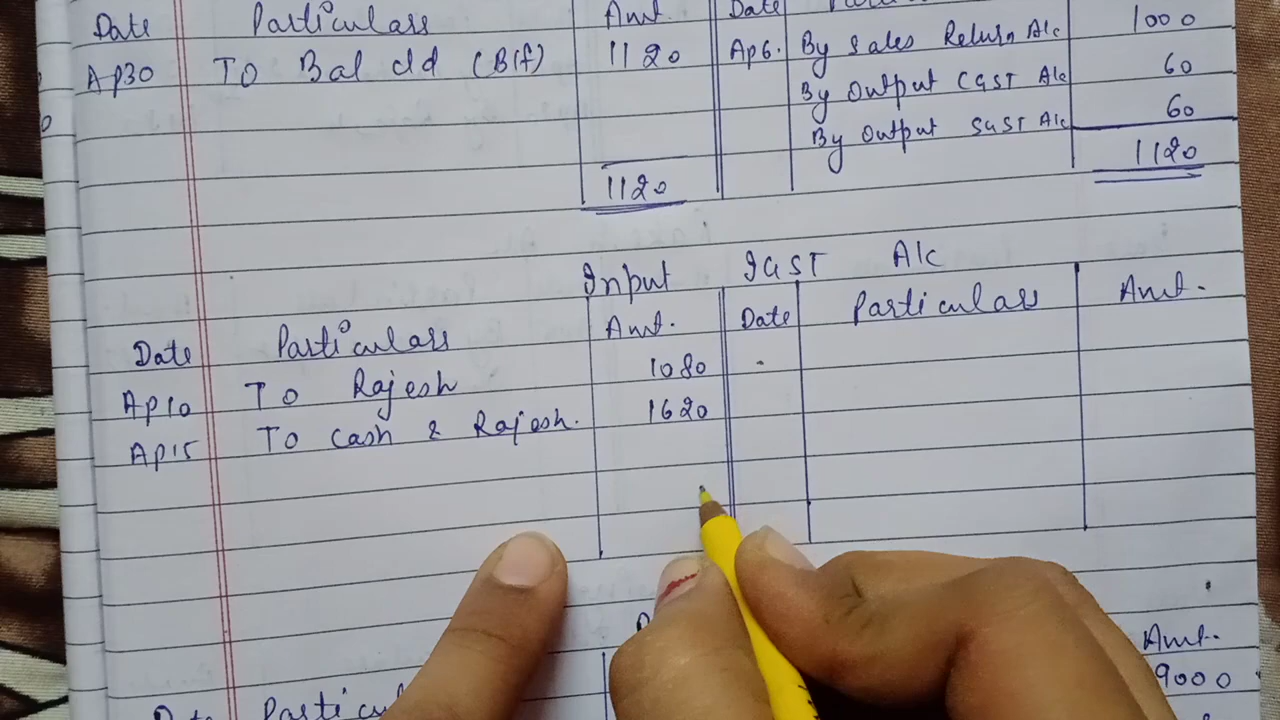 Date Particulars Amt. Date
Ap30 To Bal c/d (B/f) 1120 Ap6. By Sales Return A/c 1000
By Output CGST A/c 60
By Output SGST A/c 60
1120 1120
Input IGST A/c
Date Particulars Amt. Date Particulars Amt.
Ap10 To Rajesh 1080
Ap15 To Cash & Rajesh. 1620
Amt.
Date 9000